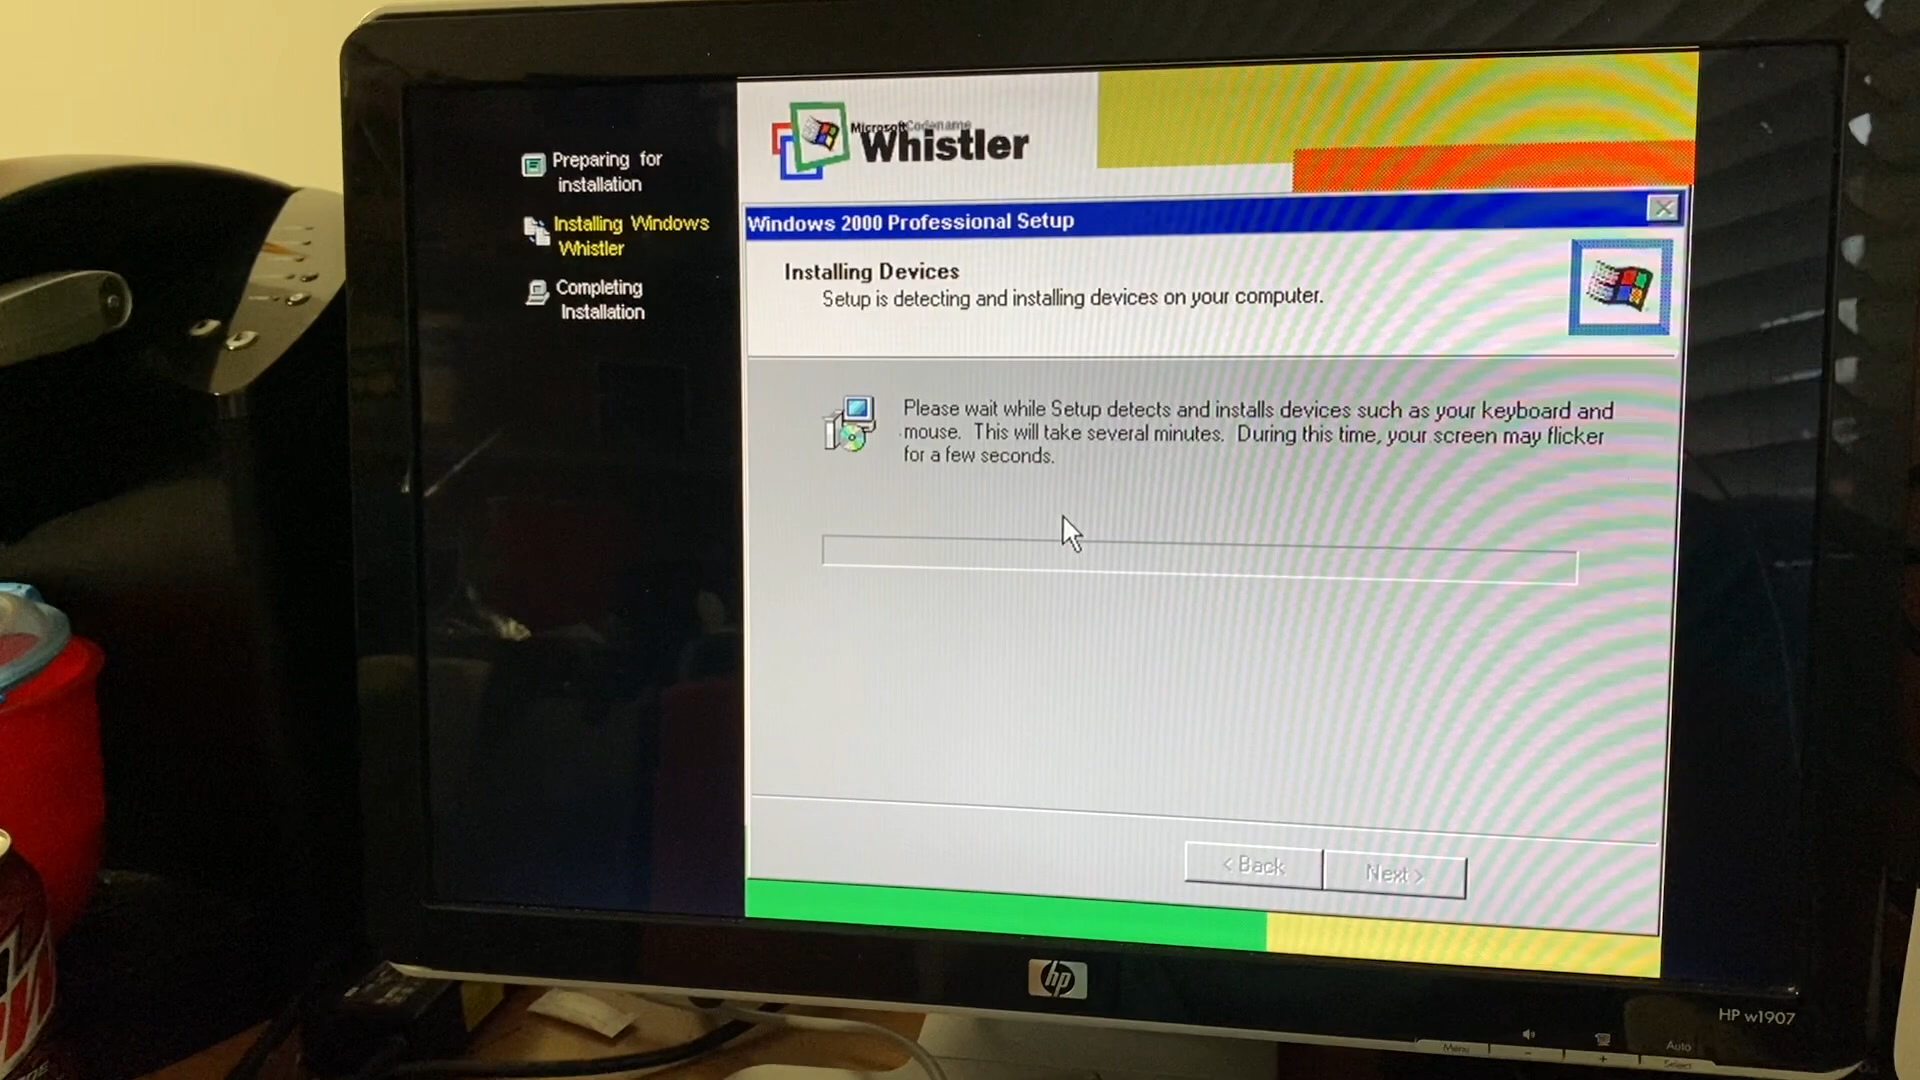 Preparing for
installation
Installing Windows
Whistler
Completing
Installation
Microsoft Codename
Whistler
Windows 2000 Professional Setup
Installing Devices
Setup is detecting and installing devices on your computer.
Please wait while Setup detects and installs devices such as your keyboard and
mouse. This will take several minutes. During this time, your screen may flicker
for a few seconds.
< Back
Next >
hp
HP w1907
Menu
-
+
Auto
Select